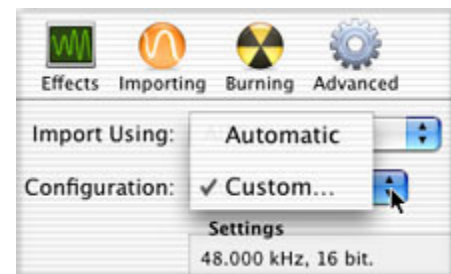 Effects Importing Burning Advanced
Import Using: Automatic
Configuration: ✓ Custom...
Settings
48.000 kHz, 16 bit.